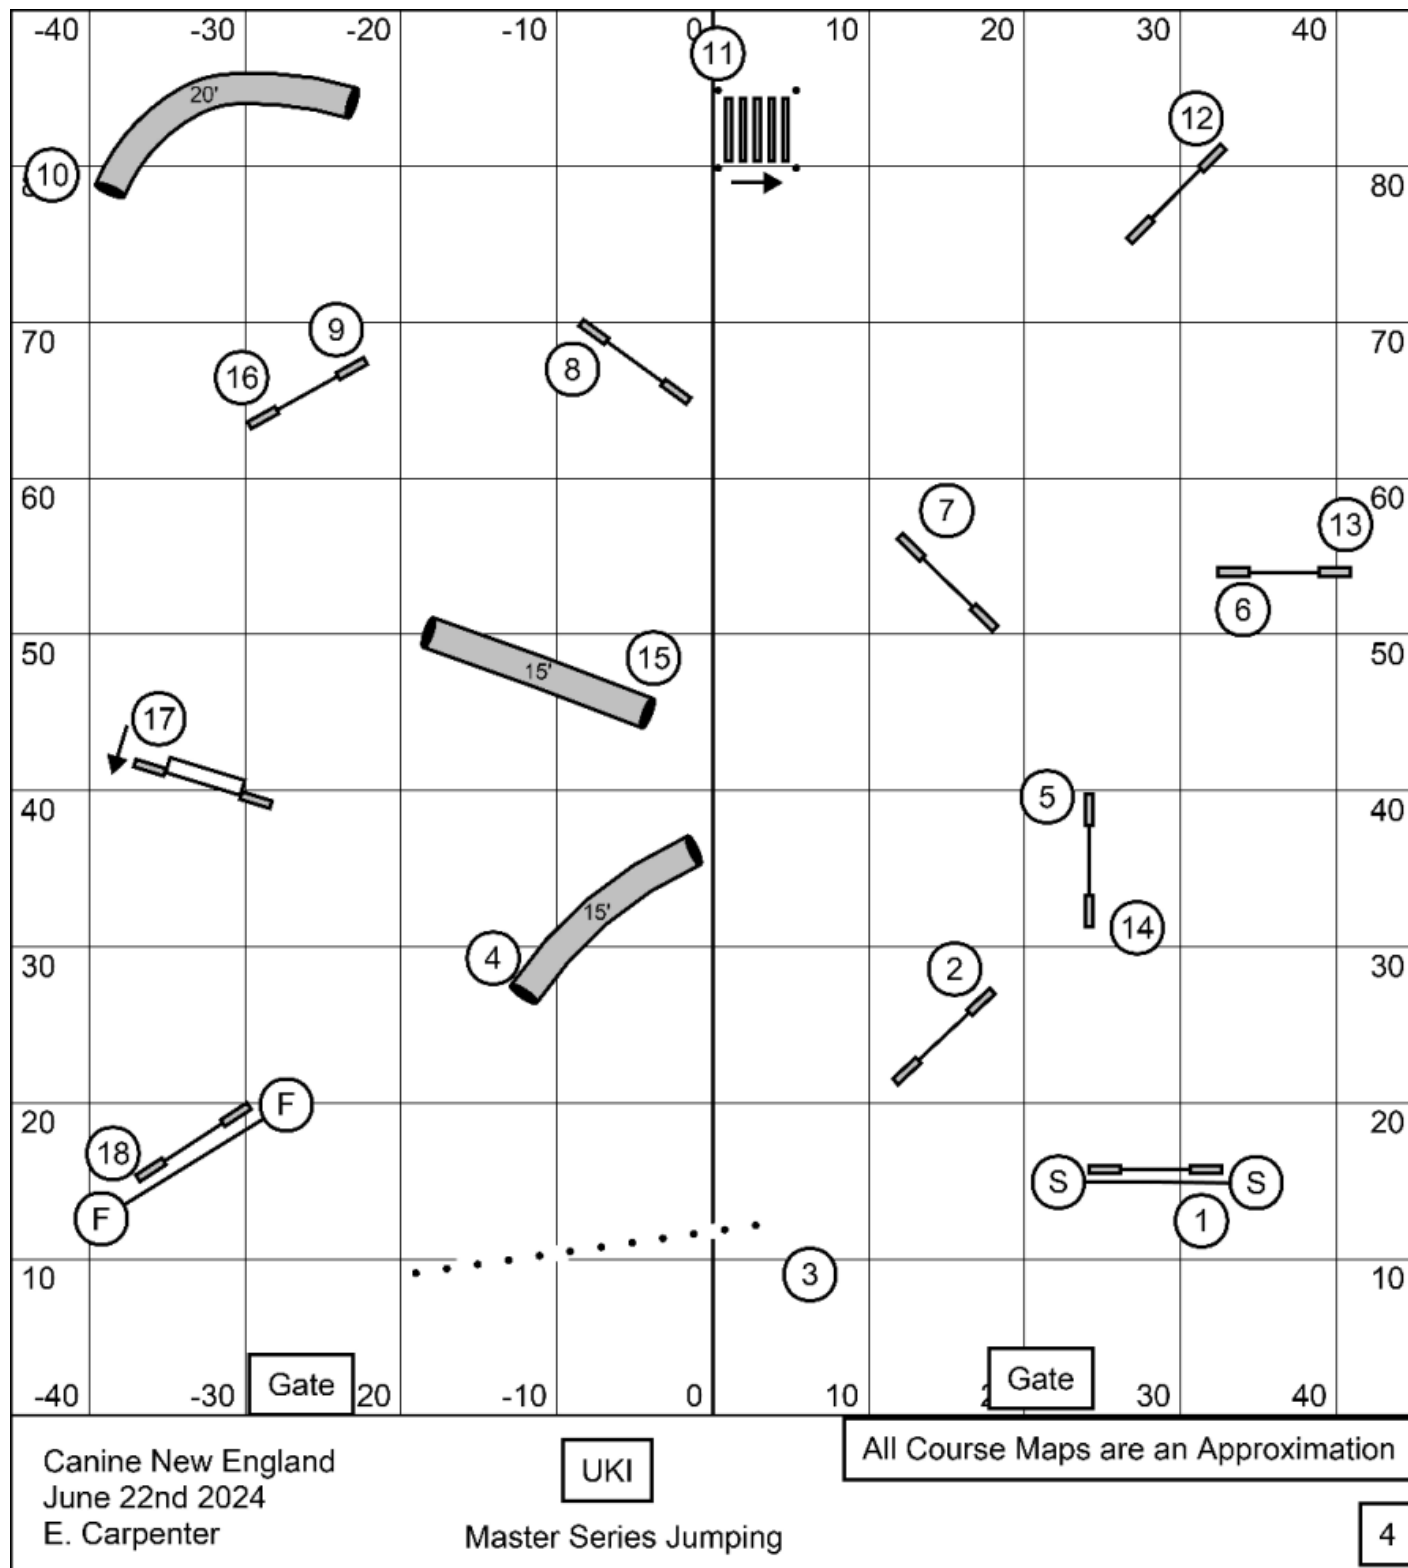 -40 -30 -20 -10 0 10 20 30 40
11
20'
12
10 80
9
70 70
16 8
60 60
7
13
6
50 15' 15 50
17
5
40 40
15'
14
4 2
30 30
F
20 20
18
S S
F 1
3
10 10
Gate Gate
-40 -30 20 -10 0 10 30 40
All Course Maps are an Approximation
Canine New England
UKI
June 22nd 2024
E. Carpenter
Master Series Jumping
4